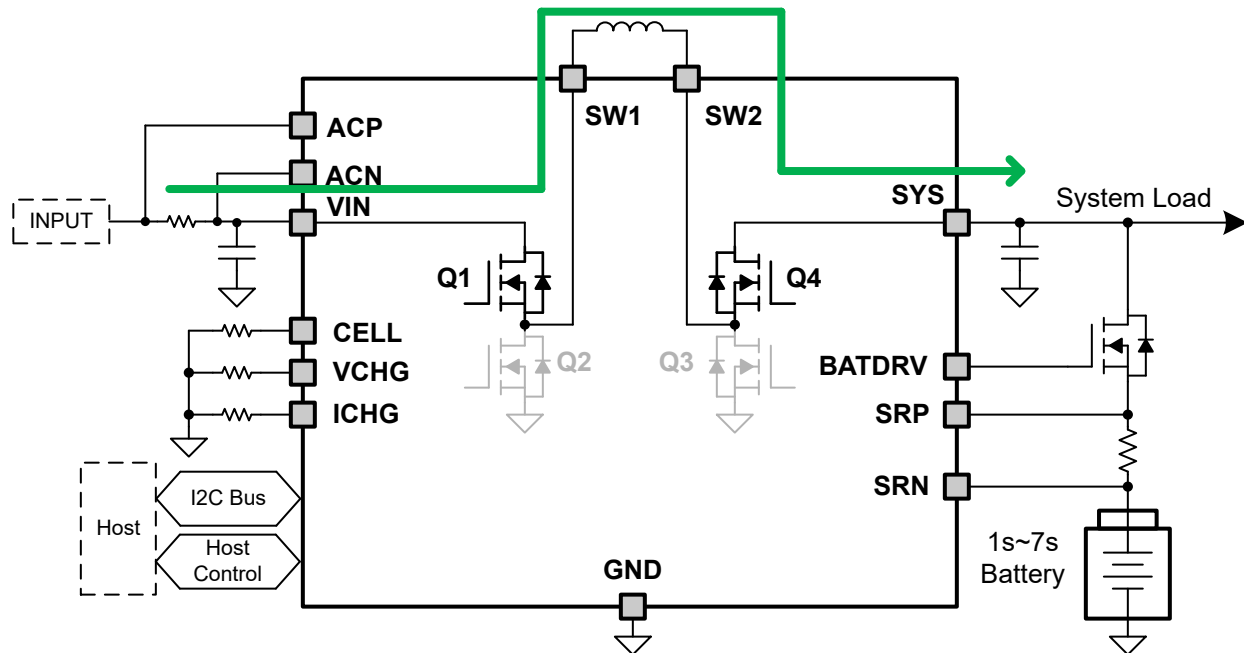 SW1
SW2
ACP
ACN
VIN
INPUT
SYS
System Load
Q1
Q4
Q2
Q3
CELL
VCHG
ICHG
BATDRV
SRP
SRN
Host
I2C Bus
Host
Control
1s~7s
Battery
GND